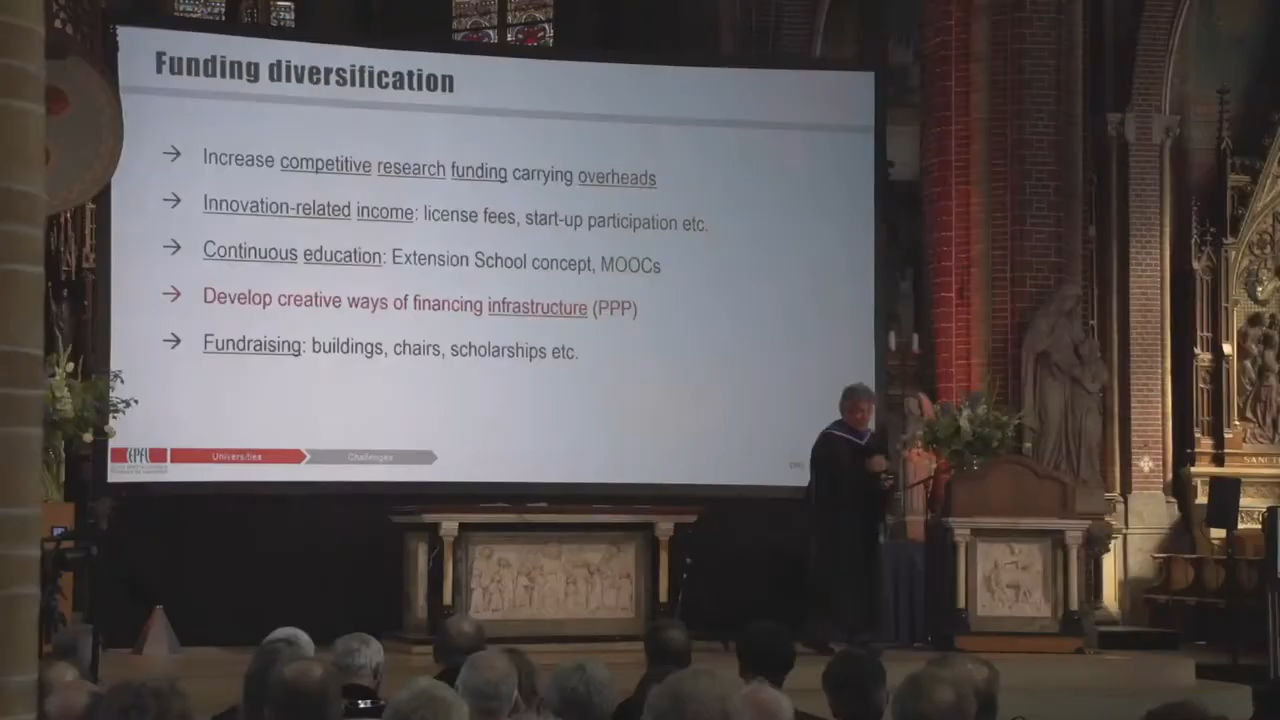 Funding diversification
→ Increase competitive research funding carrying overheads
→ Innovation-related income: license fees, start-up participation etc.
→ Continuous education: Extension School concept, MOOCs
→ Develop creative ways of financing infrastructure (PPP)
→ Fundraising: buildings, chairs, scholarships etc.
EPFL
Universities
Challenges
SANCT